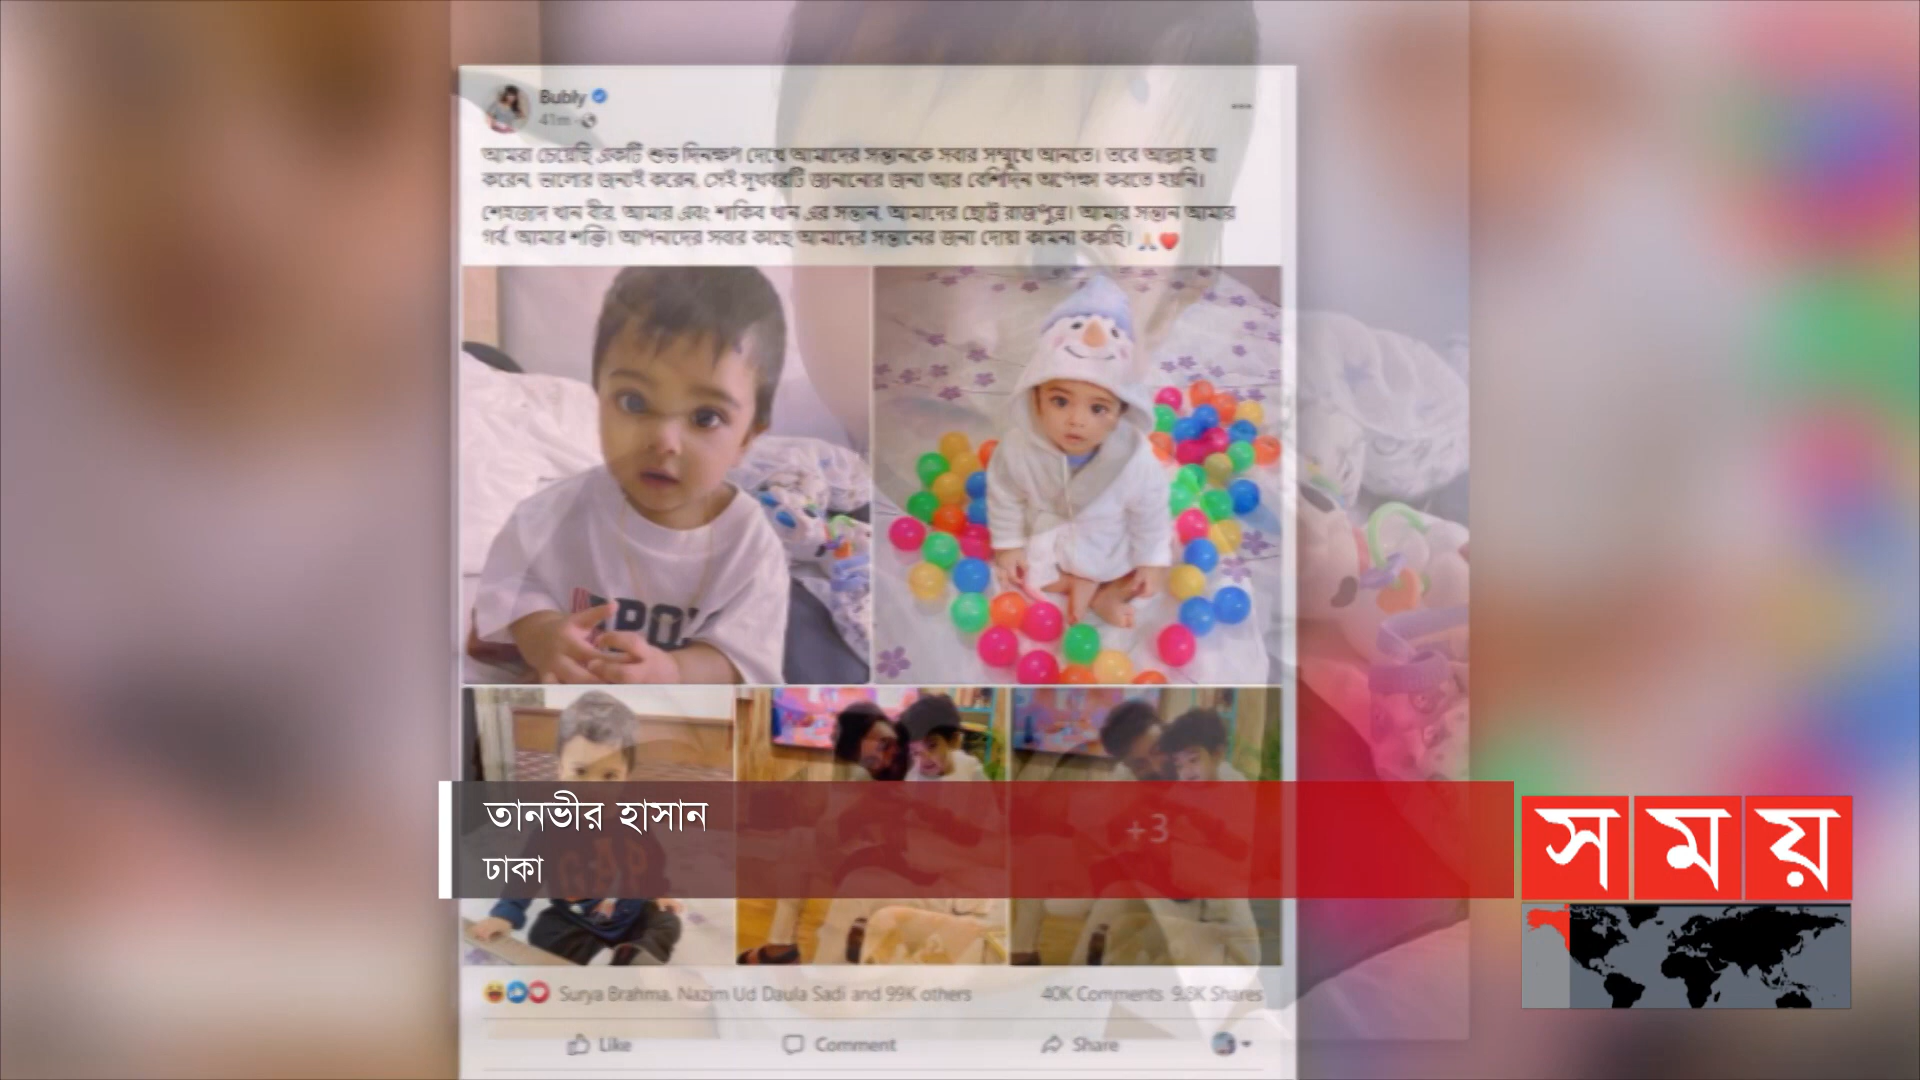 Bubly
41m
আমরা চেয়েছি একটি শুভ দিনক্ষণ দেখে আমাদের সন্তানকে সবার সম্মুখে আনতে। তবে আল্লাহ যা
করেন, ভালোর জন্যই করেন, সেই সুখবরটি জানানোর জন্য আর বেশিদিন অপেক্ষা করতে হয়নি।
শেহজাদ খান বীর, আমার এবং শাকিব খান এর সন্তান, আমাদের ছোট্ট রাজপুত্র। আমার সন্তান আমার
গর্ব, আমার শক্তি। আপনাদের সবার কাছে আমাদের সন্তানের জন্য দোয়া কামনা করছি।
GAP
+3
তানভীর হাসান
ঢাকা
সময়
Surya Brahma, Nazim Ud Daula Sadi and 99K others 40K Comments 9.6K Shares
Like Comment Share